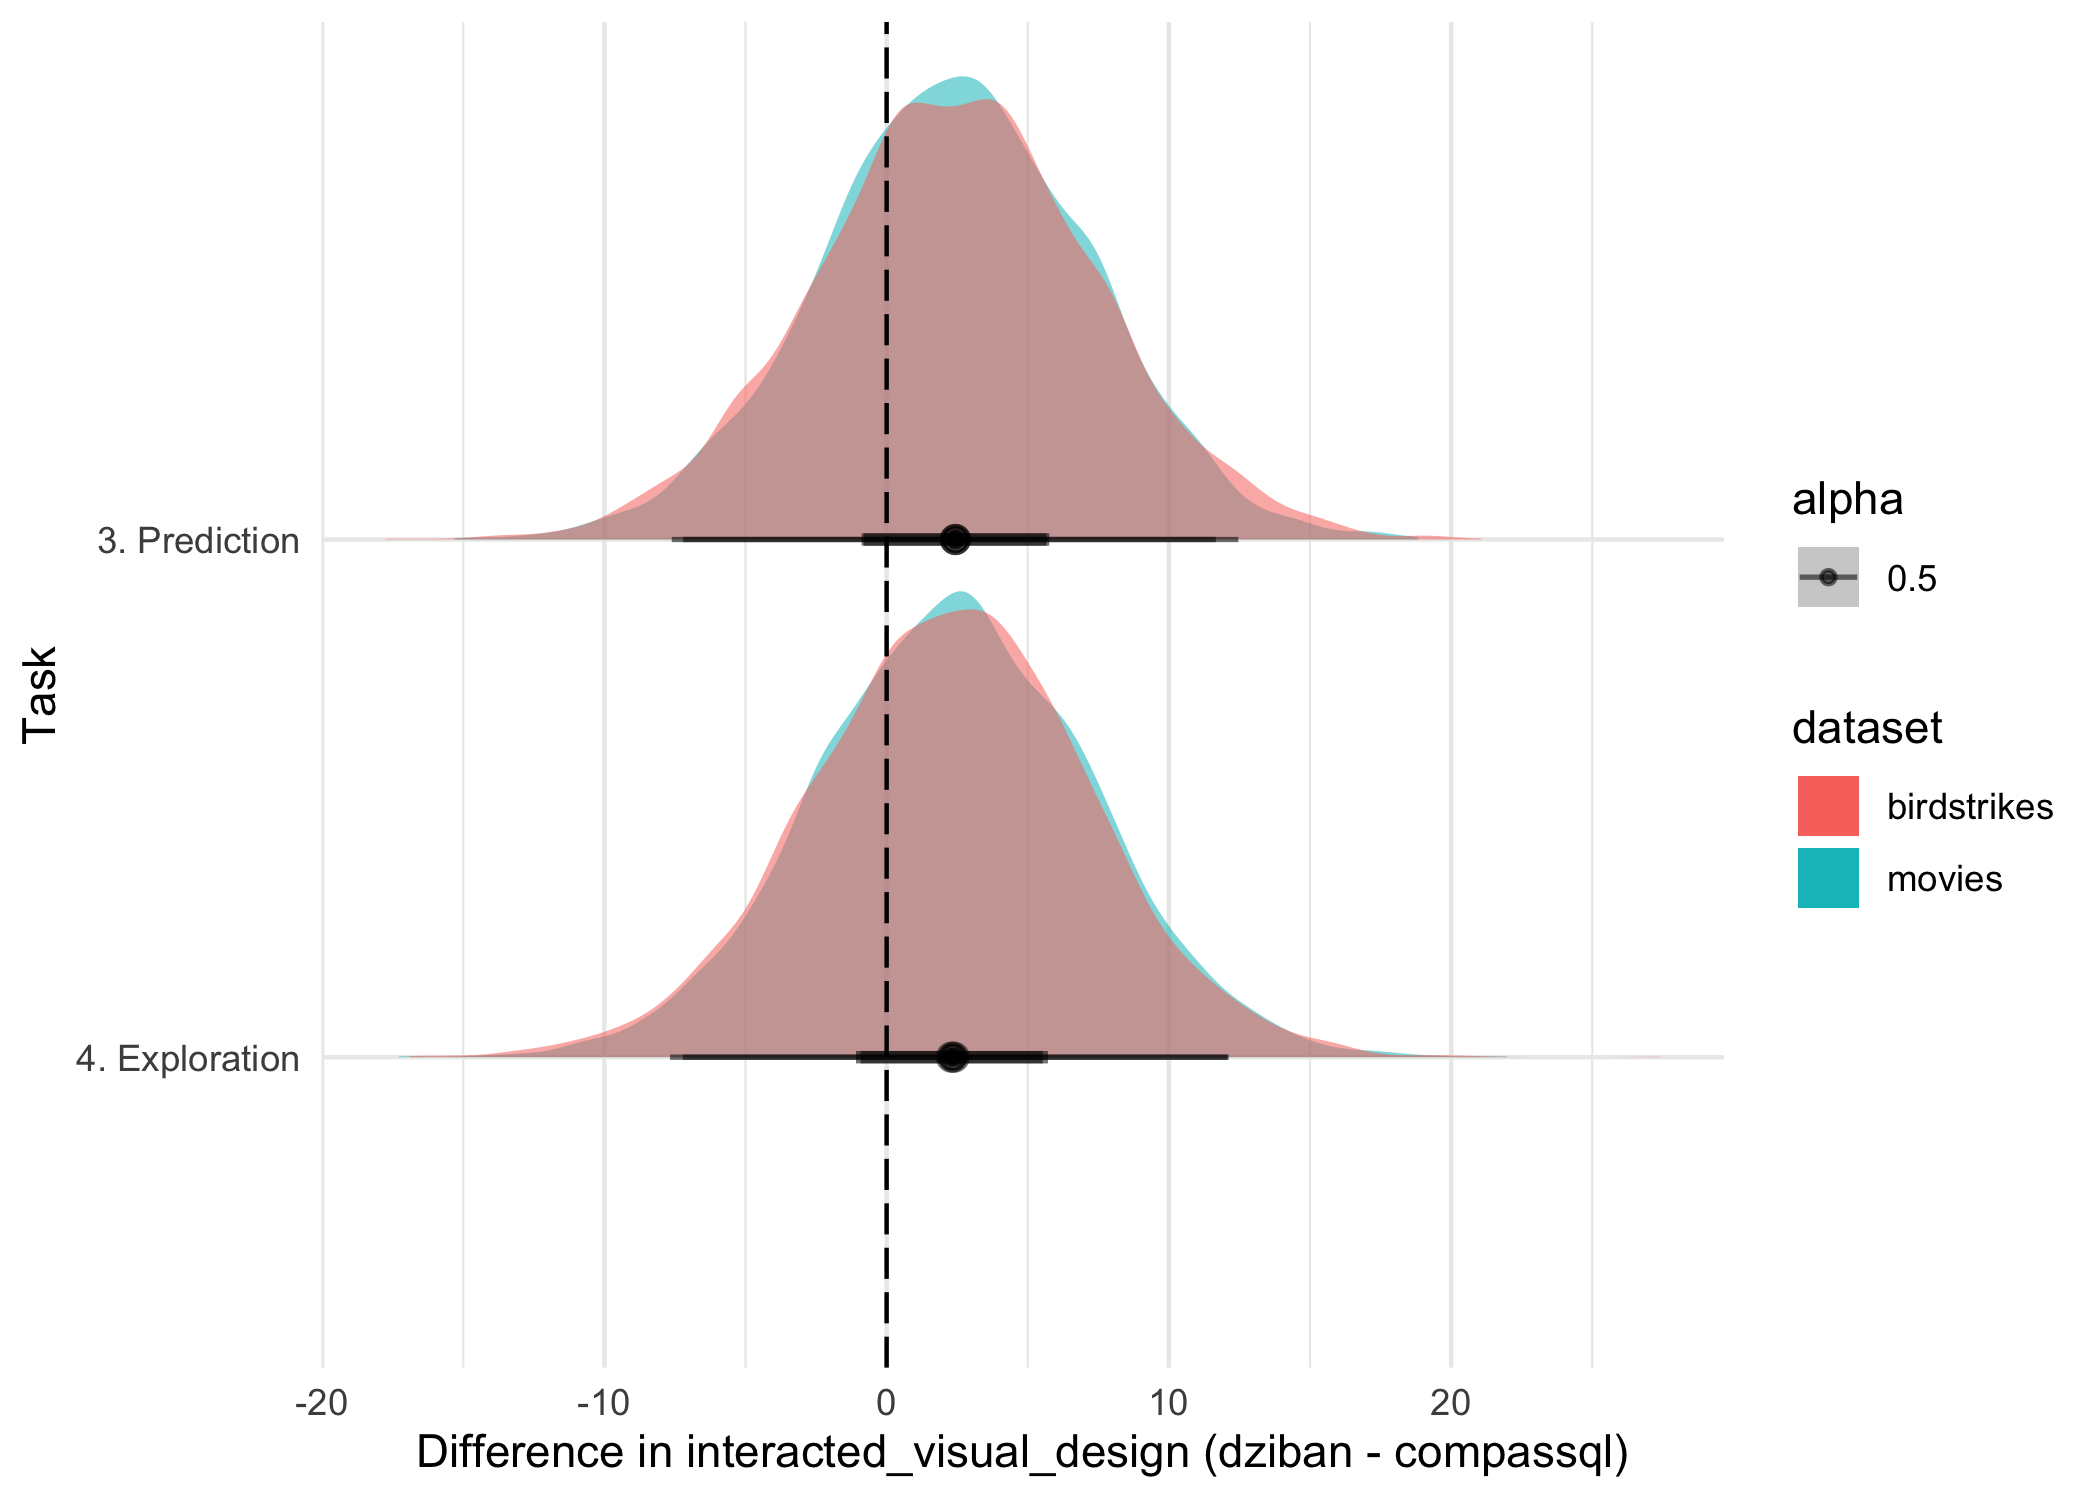 3. Prediction
4. Exploration
Task
-20
-10
0
10
20
Difference in interacted_visual_design (dziban - compassql)
alpha
0.5
dataset
birdstrikes
movies